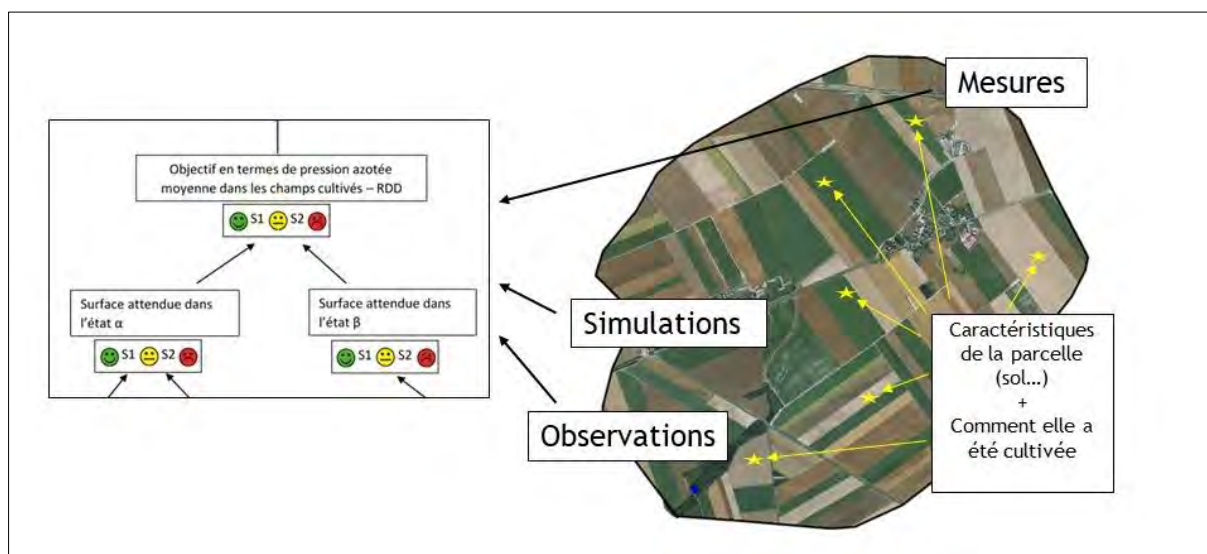 Mesures
Objectif en termes de pression azotée
moyenne dans les champs cultivés – RDD
S1 S2
Surface attendue dans
l'état α
S1 S2
Surface attendue dans
l'état β
S1 S2
Simulations
Observations
Caractéristiques
de la parcelle
(sol...)
+
Comment elle a
été cultivée